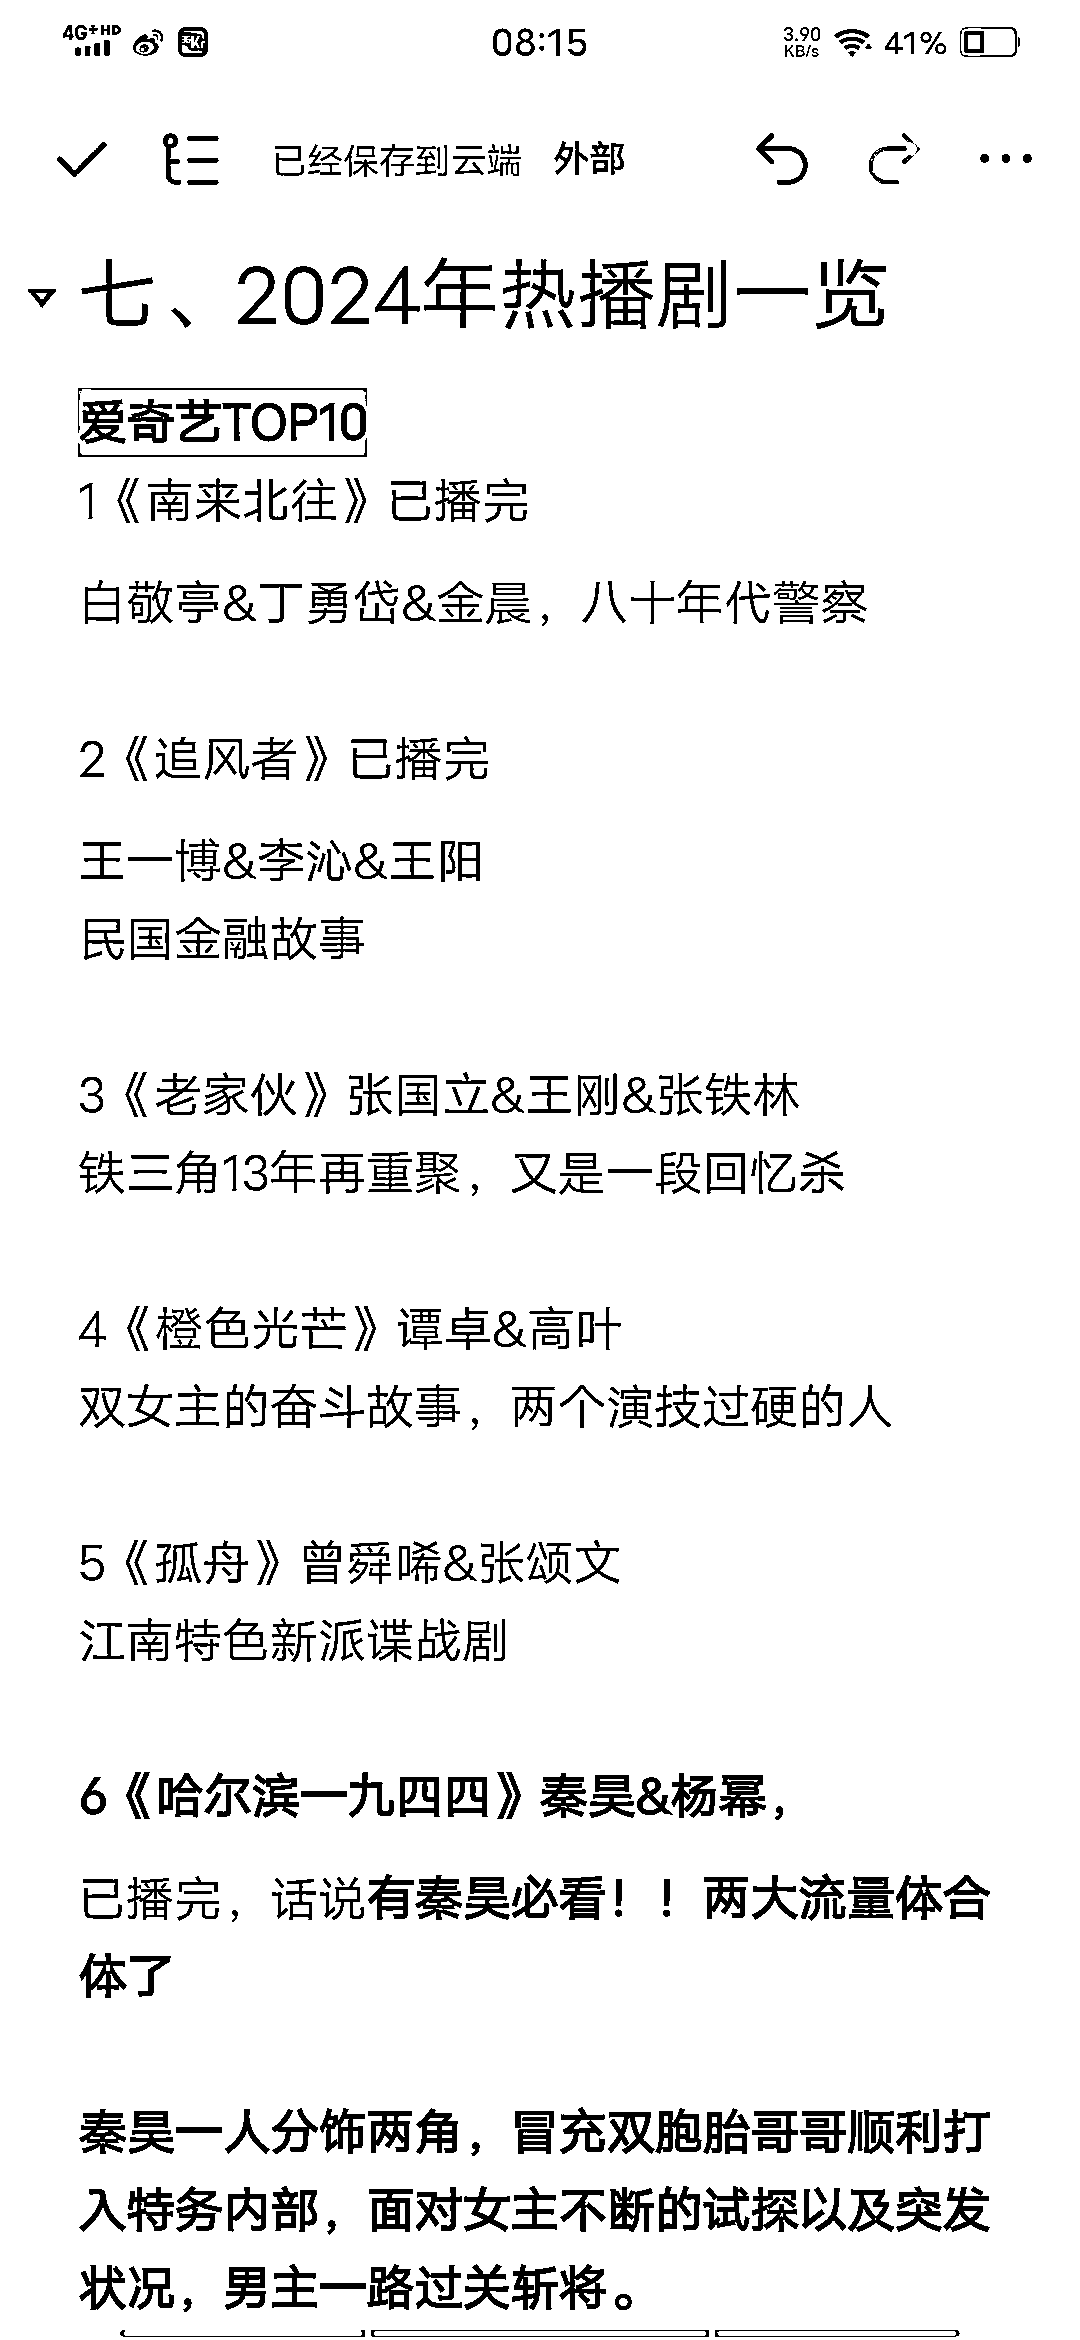 4G+HD 08:15 3.90 KB/s 41%
已经保存到云端 外部
七、2024年热播剧一览
爱奇艺TOP10
1《南来北往》已播完
白敬亭&丁勇岱&金晨，八十年代警察
2《追风者》已播完
王一博&李沁&王阳
民国金融故事
3《老家伙》张国立&王刚&张铁林
铁三角13年再重聚，又是一段回忆杀
4《橙色光芒》谭卓&高叶
双女主的奋斗故事，两个演技过硬的人
5《孤舟》曾舜晞&张颂文
江南特色新派谍战剧
6《哈尔滨一九四四》秦昊&杨幂，
已播完，话说有秦昊必看！！两大流量体合
体了
秦昊一人分饰两角，冒充双胞胎哥哥顺利打
入特务内部，面对女主不断的试探以及突发
状况，男主一路过关斩将。